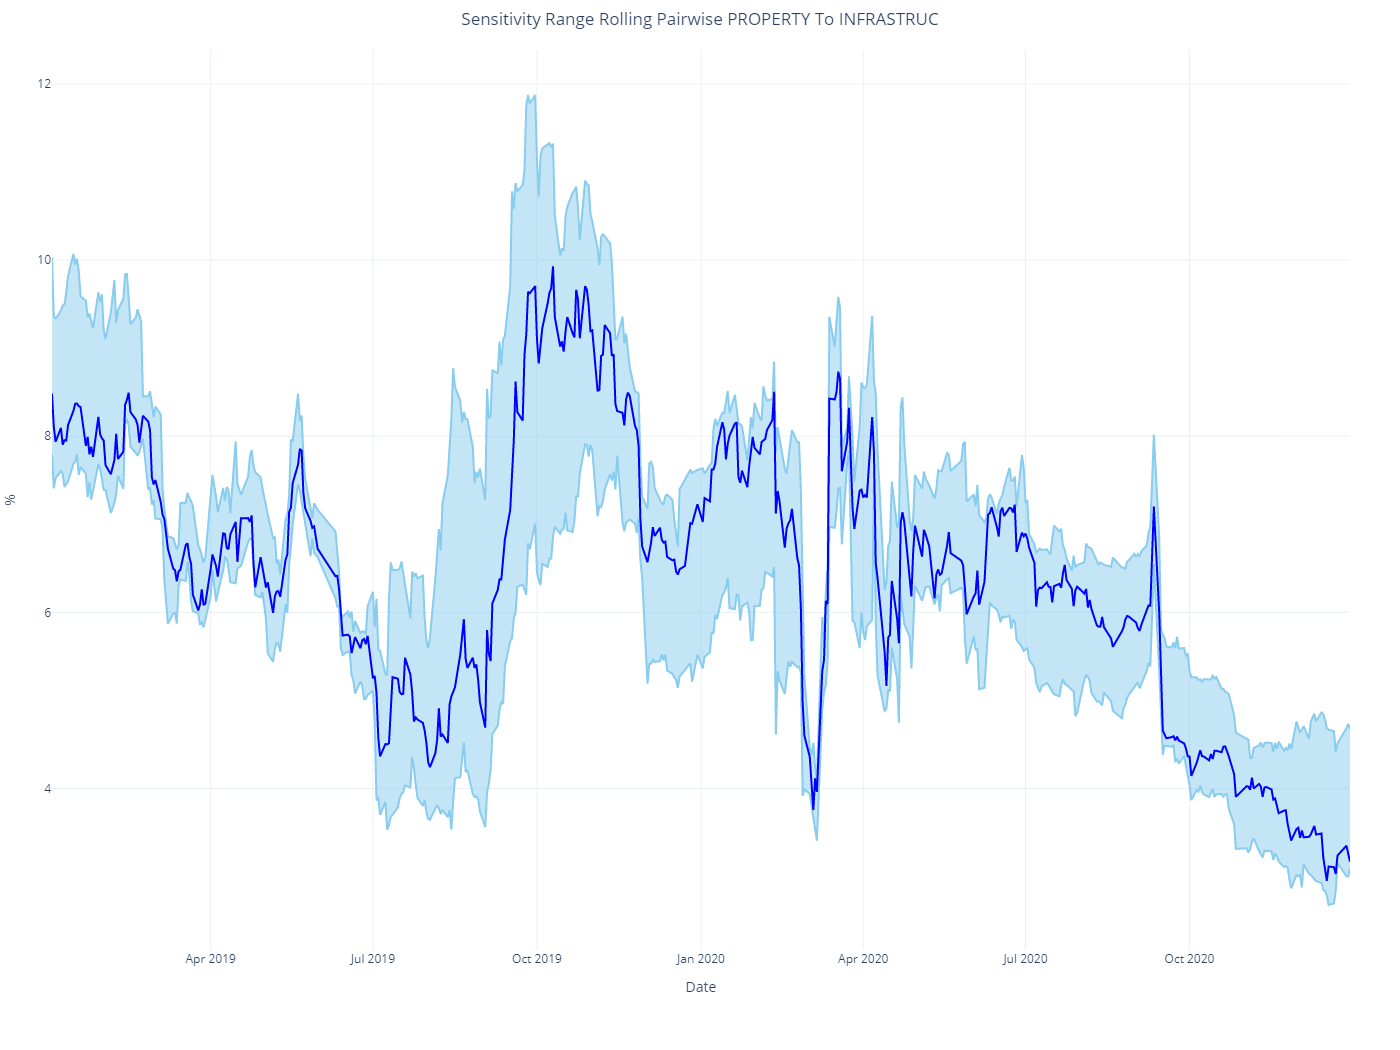 Sensitivity Range Rolling Pairwise PROPERTY To INFRASTRUC
12
10
8
6
4
%
Apr 2019
Jul 2019
Oct 2019
Jan 2020
Apr 2020
Jul 2020
Oct 2020
Date